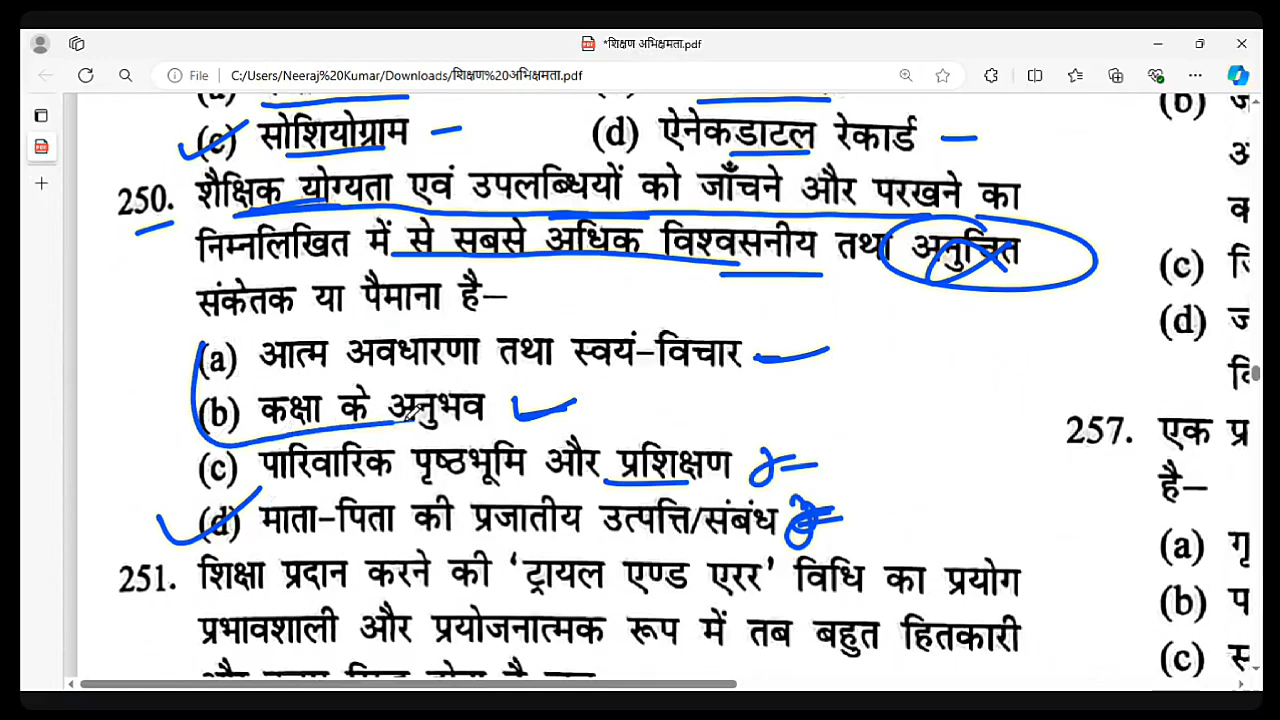 *शिक्षण अभिक्षमता.pdf
File C:/Users/Neeraj%20Kumar/Downloads/शिक्षण%20अभिक्षमता.pdf
(c) सोशियोग्राम (d) ऐनेकडाटल रेकार्ड
250. शैक्षिक योग्यता एवं उपलब्धियों को जाँचने और परखने का
निम्नलिखित में से सबसे अधिक विश्वसनीय तथा अनुचित
संकेतक या पैमाना है–
(a) आत्म अवधारणा तथा स्वयं-विचार
(b) कक्षा के अनुभव
(c) पारिवारिक पृष्ठभूमि और प्रशिक्षण
(d) माता-पिता की प्रजातीय उत्पत्ति/संबंध
251. शिक्षा प्रदान करने की ‘ट्रायल एण्ड एरर’ विधि का प्रयोग
प्रभावशाली और प्रयोजनात्मक रूप में तब बहुत हितकारी
(b)
(c)
(d)
257. एक
है–
(a)
(b)
(c)